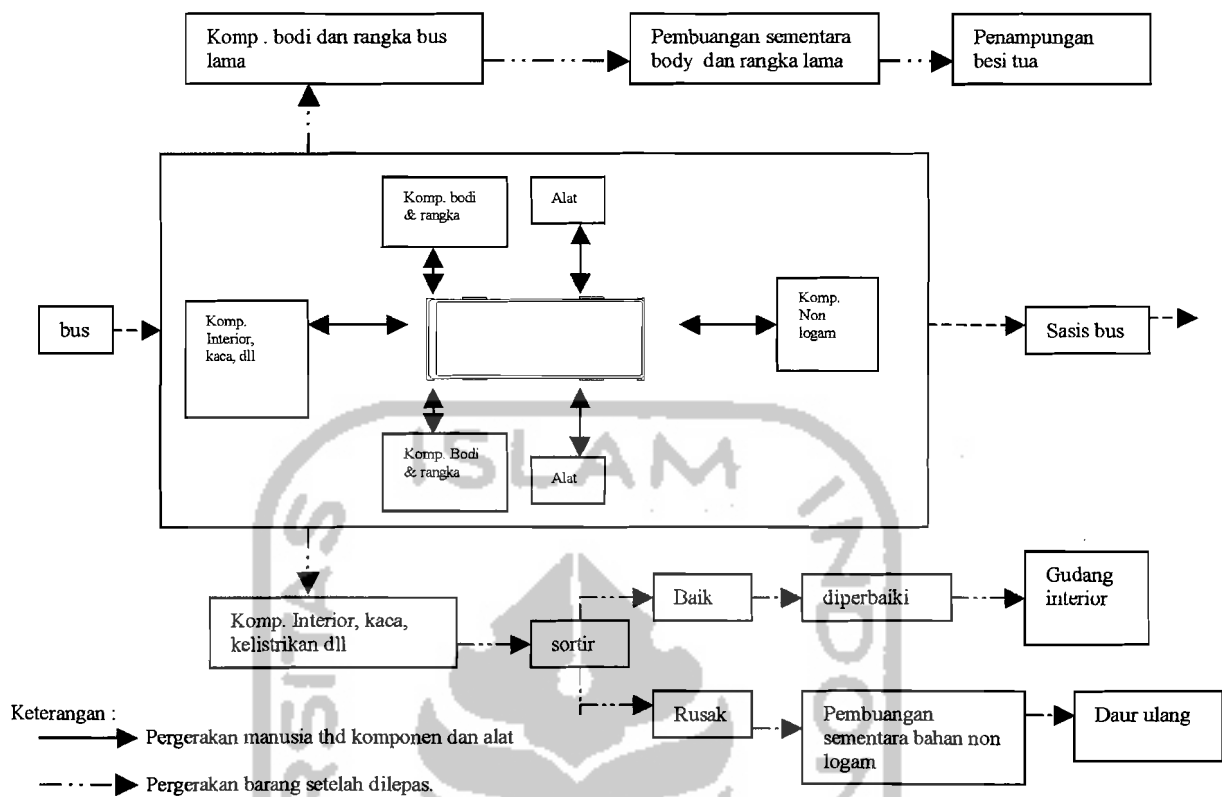 Komp . bodi dan rangka bus
lama
Pembuangan sementara
body dan rangka lama
Penampungan
besi tua
Komp. bodi
& rangka
Alat
bus
Komp.
Interior,
kaca, dll
Komp.
Non
logam
Sasis bus
Komp. Bodi
& rangka
Alat
ISLAM
INDON
RSITAS
Komp. Interior, kaca,
kelistrikan dll
sortir
Baik
diperbaiki
Gudang
interior
Rusak
Pembuangan
sementara bahan non
logam
Daur ulang
Keterangan :
Pergerakan manusia thd komponen dan alat
Pergerakan barang setelah dilepas.